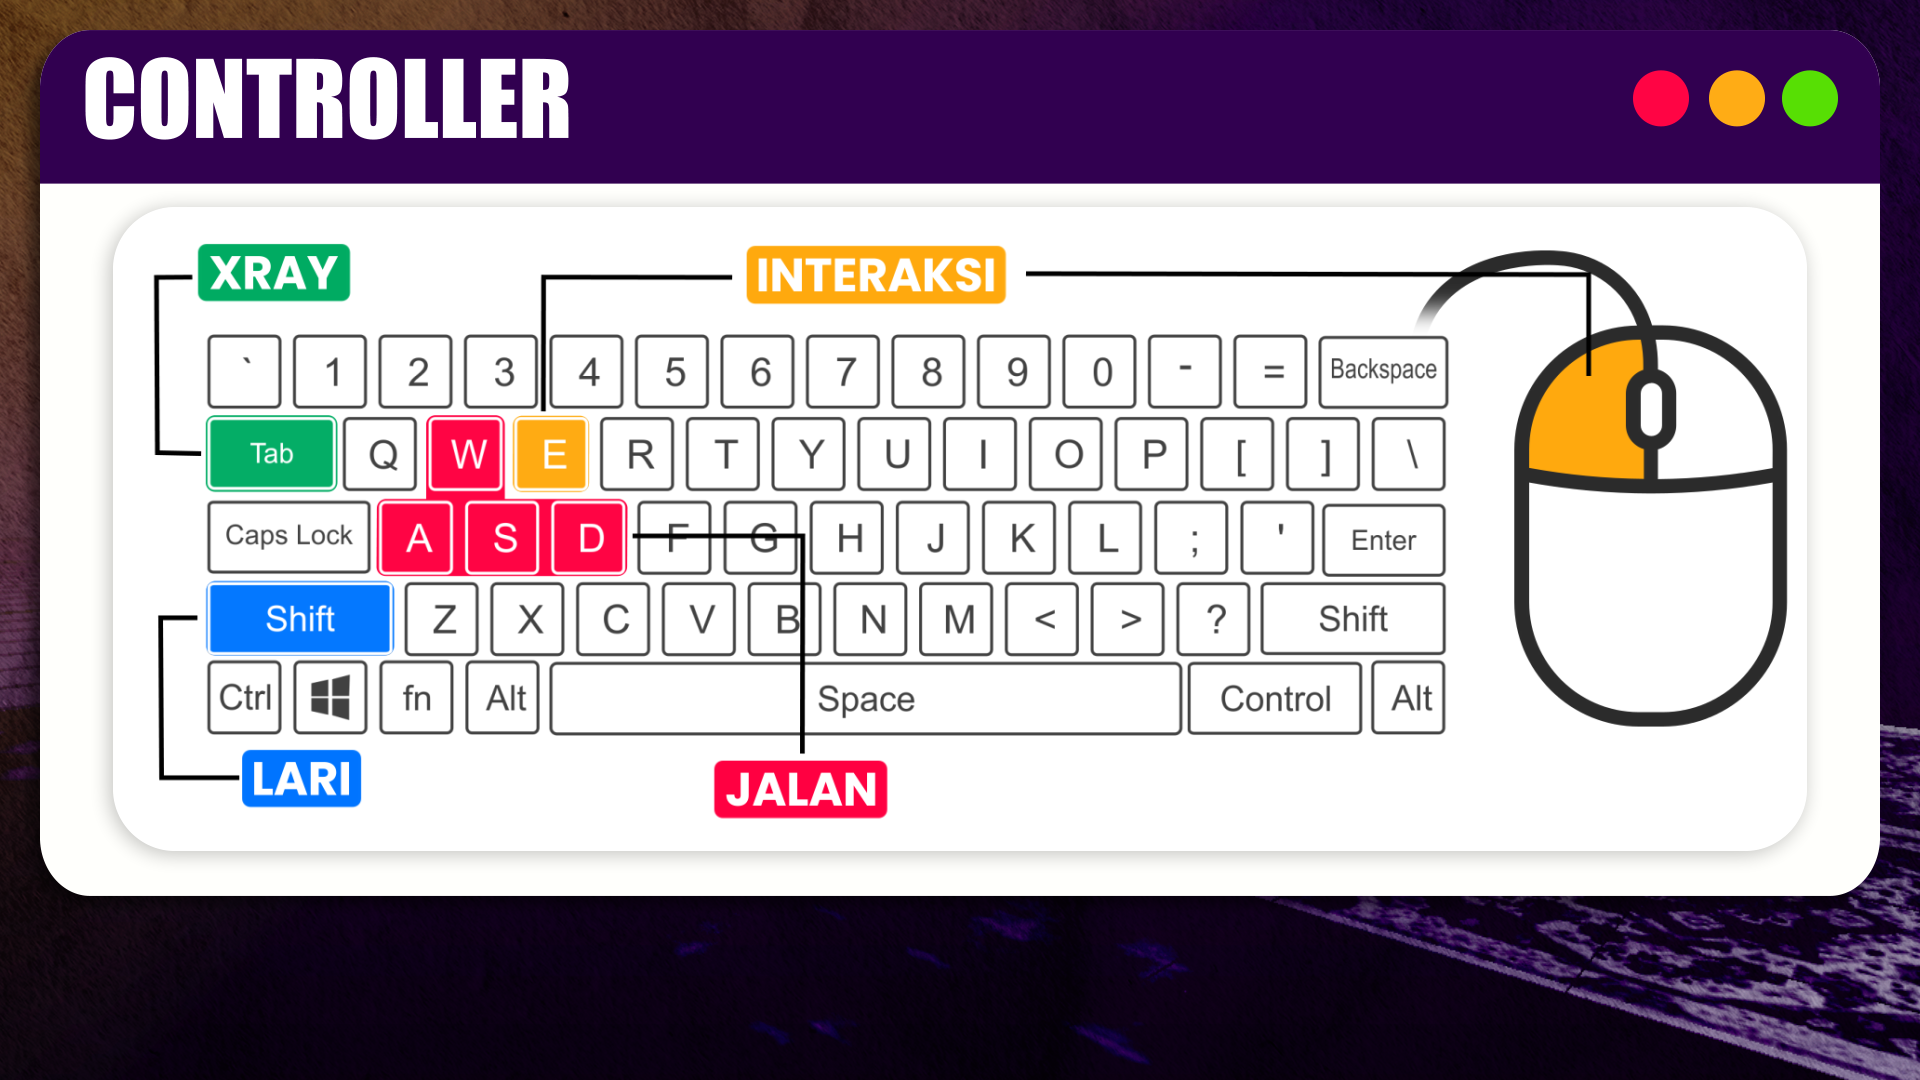 CONTROLLER
XRAY
INTERAKSI
` 1 2 3 4 5 6 7 8 9 0 - = Backspace
Tab Q W E R T Y U I O P [ ] \
Caps Lock A S D F G H J K L ; ' Enter
Shift Z X C V B N M < > ? Shift
Ctrl fn Alt Space Control Alt
LARI
JALAN